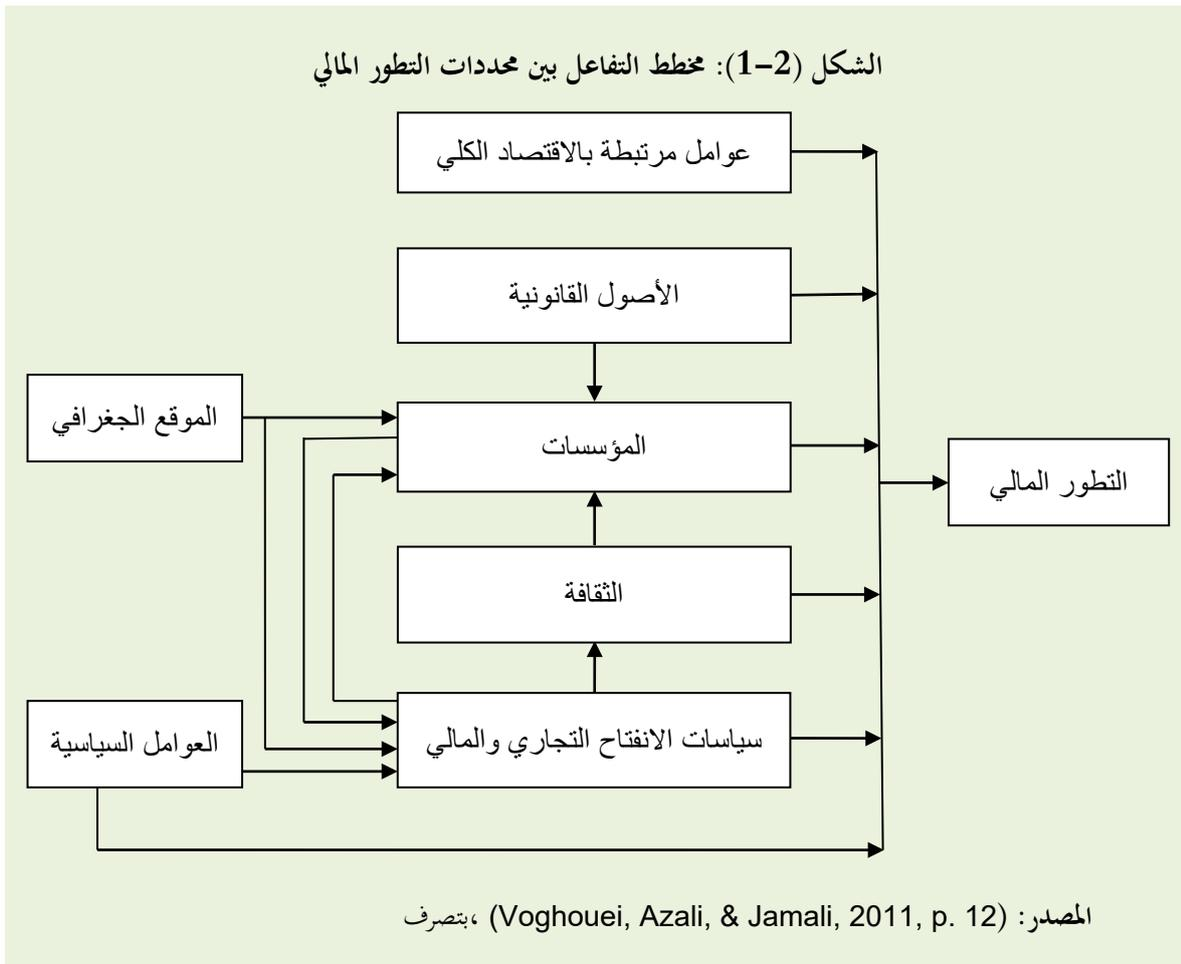 الشكل (2–1): مخطط التفاعل بين محددات التطور المالي
عوامل مرتبطة بالاقتصاد الكلي
الأصول القانونية
الموقع الجغرافي
المؤسسات
التطور المالي
الثقافة
سياسات الانفتاح التجاري والمالي
العوامل السياسية
المصدر: (Voghouei, Azali, & Jamali, 2011, p. 12) ،بتصرف